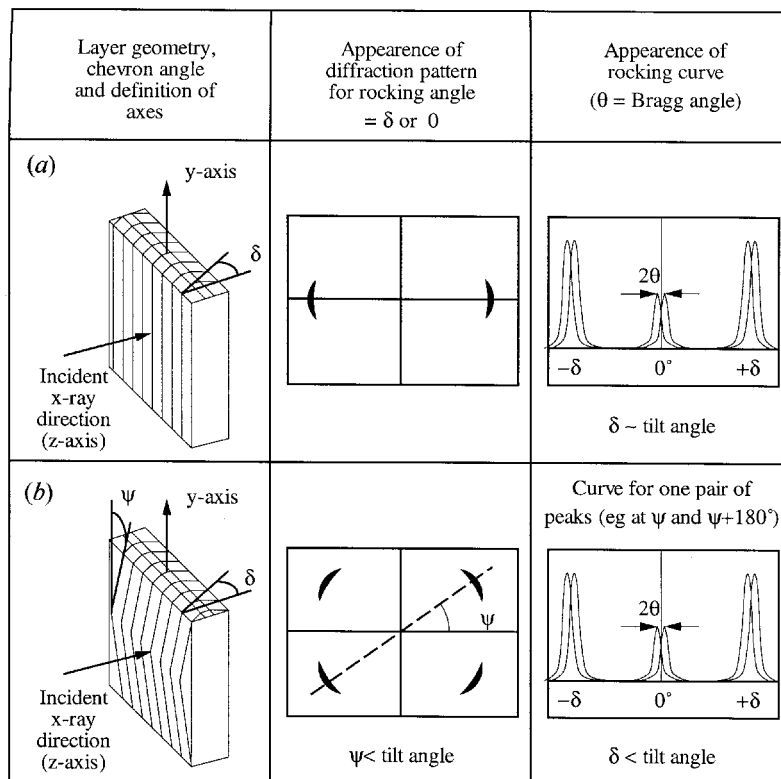 Layer geometry,
chevron angle
and definition of
axes
Appearence of
diffraction pattern
for rocking angle
= δ or 0
Appearence of
rocking curve
(θ = Bragg angle)
(a)
y-axis
δ
Incident
x-ray
direction
(z-axis)
2θ
−δ 0° +δ
δ ~ tilt angle
(b)
ψ
y-axis
δ
Incident
x-ray
direction
(z-axis)
ψ
ψ< tilt angle
Curve for one pair of
peaks (eg at ψ and ψ+180°)
2θ
−δ 0° +δ
δ < tilt angle